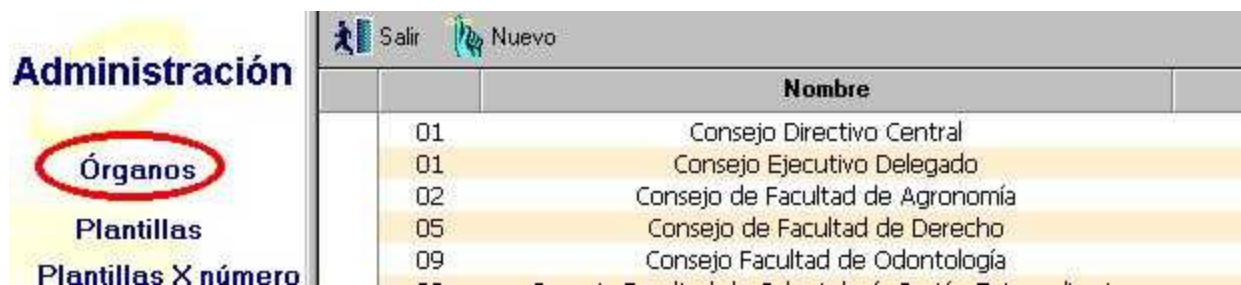 Administración
Órganos
Plantillas
Plantillas X número
Salir Nuevo
Nombre
01 Consejo Directivo Central
01 Consejo Ejecutivo Delegado
02 Consejo de Facultad de Agronomía
05 Consejo de Facultad de Derecho
09 Consejo Facultad de Odontología